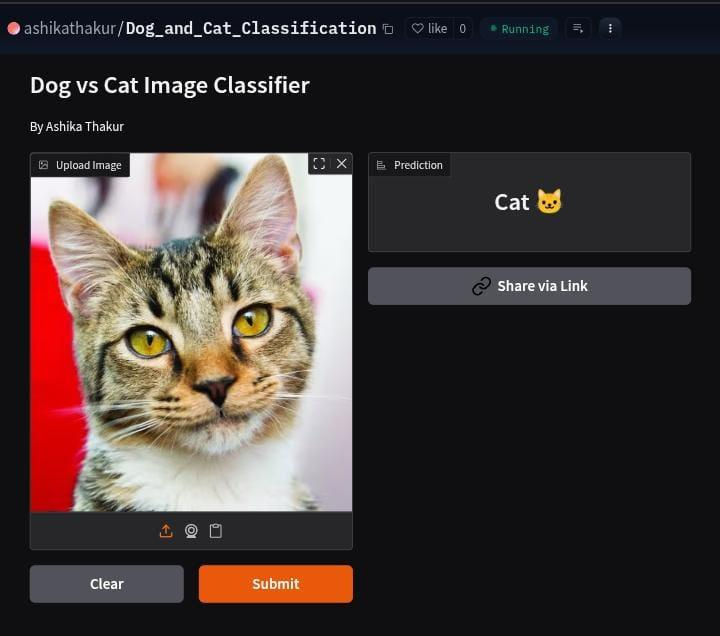 ashikathakur/Dog_and_Cat_Classification like 0 Running
Dog vs Cat Image Classifier
By Ashika Thakur
Upload Image
Prediction
Cat 🐱
Share via Link
Clear
Submit